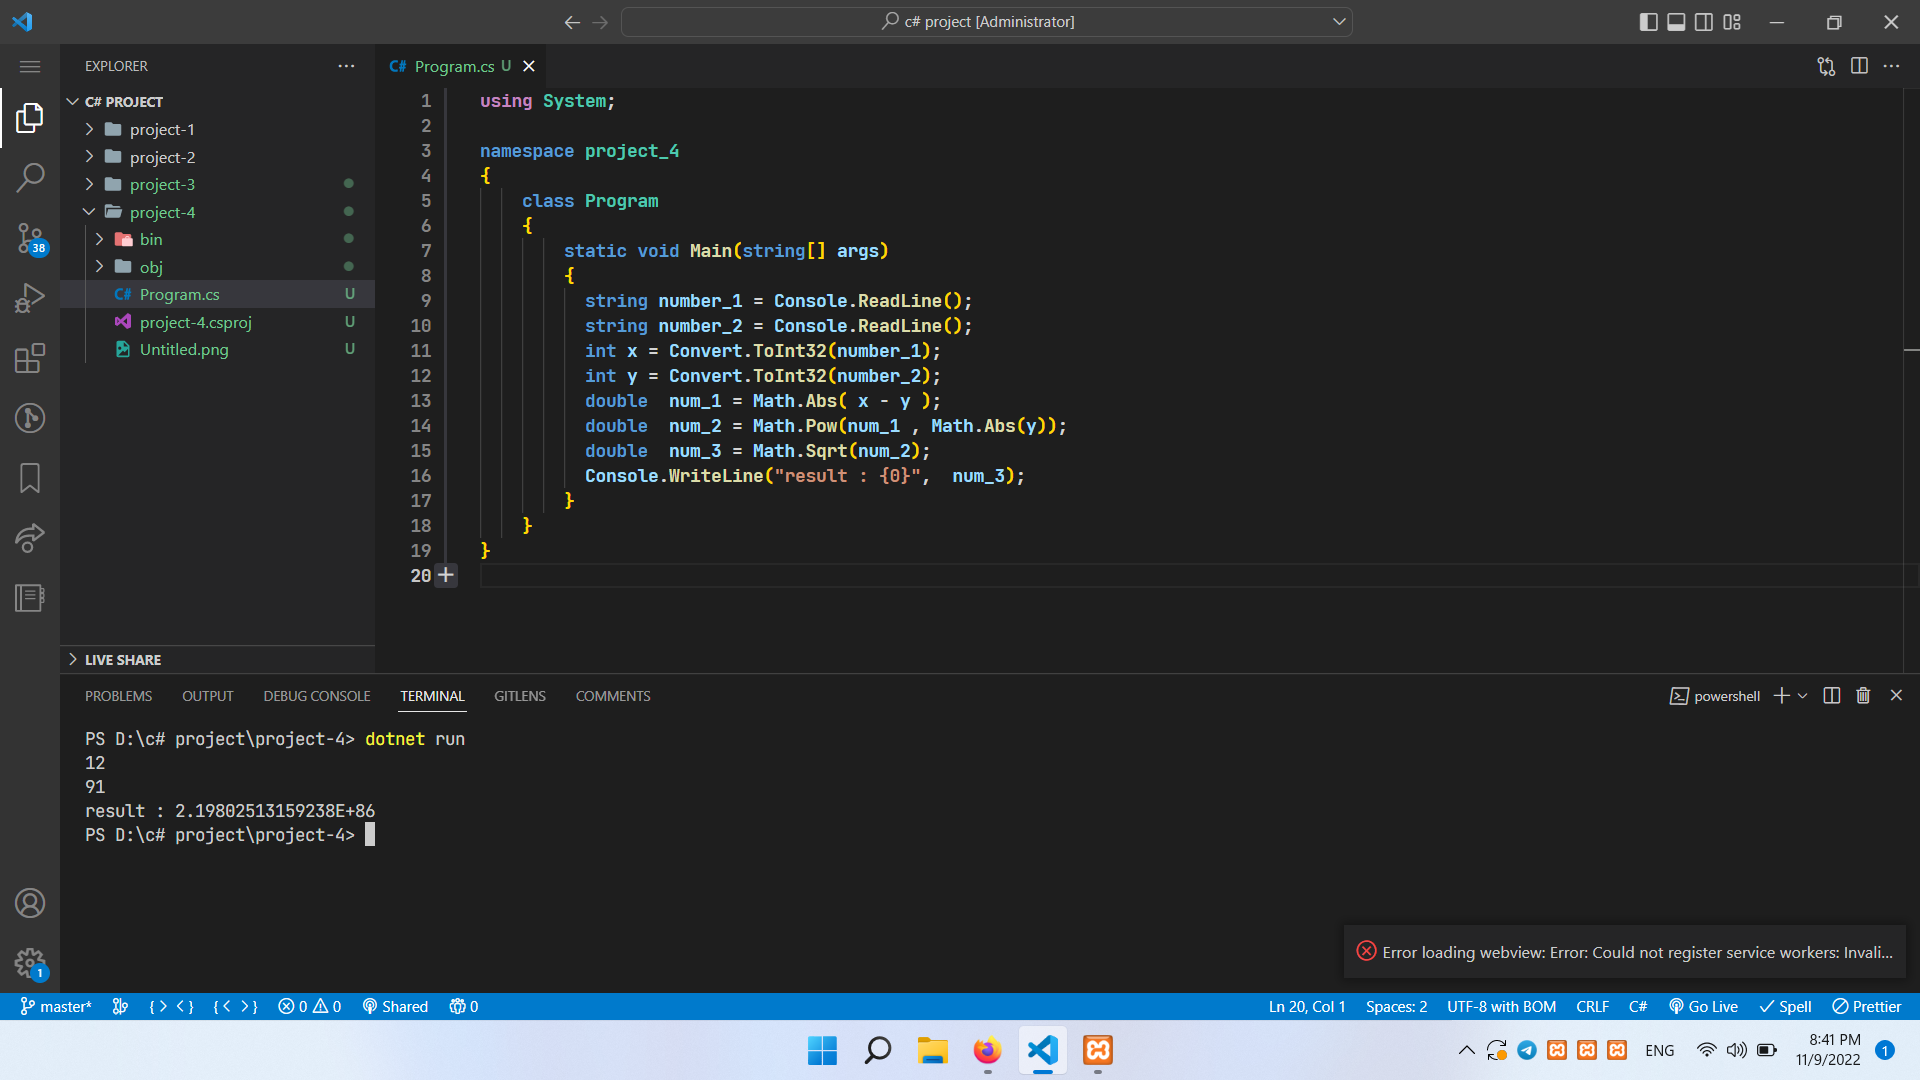 c# project [Administrator]
EXPLORER
C# PROJECT
project-1
project-2
project-3
project-4
bin
obj
C# Program.cs U
project-4.csproj U
Untitled.png U
LIVE SHARE
38
1
C# Program.cs U
1 using System;
2
3 namespace project_4
4 {
5 class Program
6 {
7 static void Main(string[] args)
8 {
9 string number_1 = Console.ReadLine();
10 string number_2 = Console.ReadLine();
11 int x = Convert.ToInt32(number_1);
12 int y = Convert.ToInt32(number_2);
13 double  num_1 = Math.Abs( x - y );
14 double  num_2 = Math.Pow(num_1 , Math.Abs(y));
15 double  num_3 = Math.Sqrt(num_2);
16 Console.WriteLine("result : {0}",  num_3);
17 }
18 }
19 }
20
PROBLEMS OUTPUT DEBUG CONSOLE TERMINAL GITLENS COMMENTS powershell
PS D:\c# project\project-4> dotnet run
12
91
result : 2.19802513159238E+86
PS D:\c# project\project-4>
Error loading webview: Error: Could not register service workers: Invali...
master* 0 0 Shared 0 Ln 20, Col 1 Spaces: 2 UTF-8 with BOM CRLF C# Go Live Spell Prettier
ENG 8:41 PM
11/9/2022 1